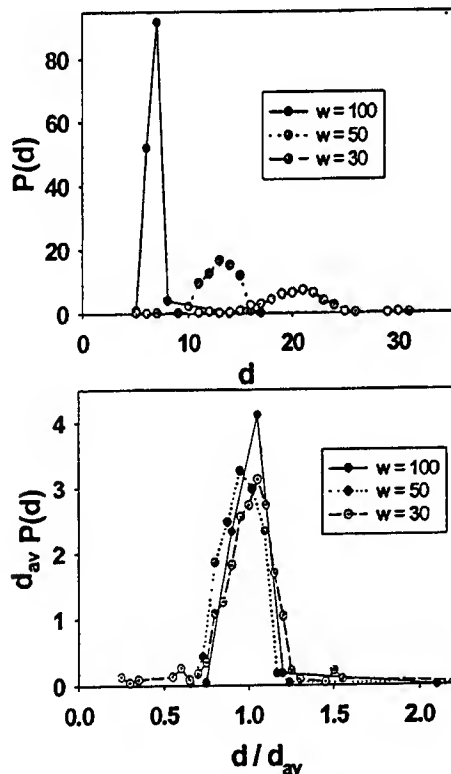 80
60
40
20
0
P(d)
w = 100
w = 50
w = 30
0 10 20 30
d
4
3
2
1
0
d_av P(d)
w = 100
w = 50
w = 30
0.0 0.5 1.0 1.5 2.0
d / d_av